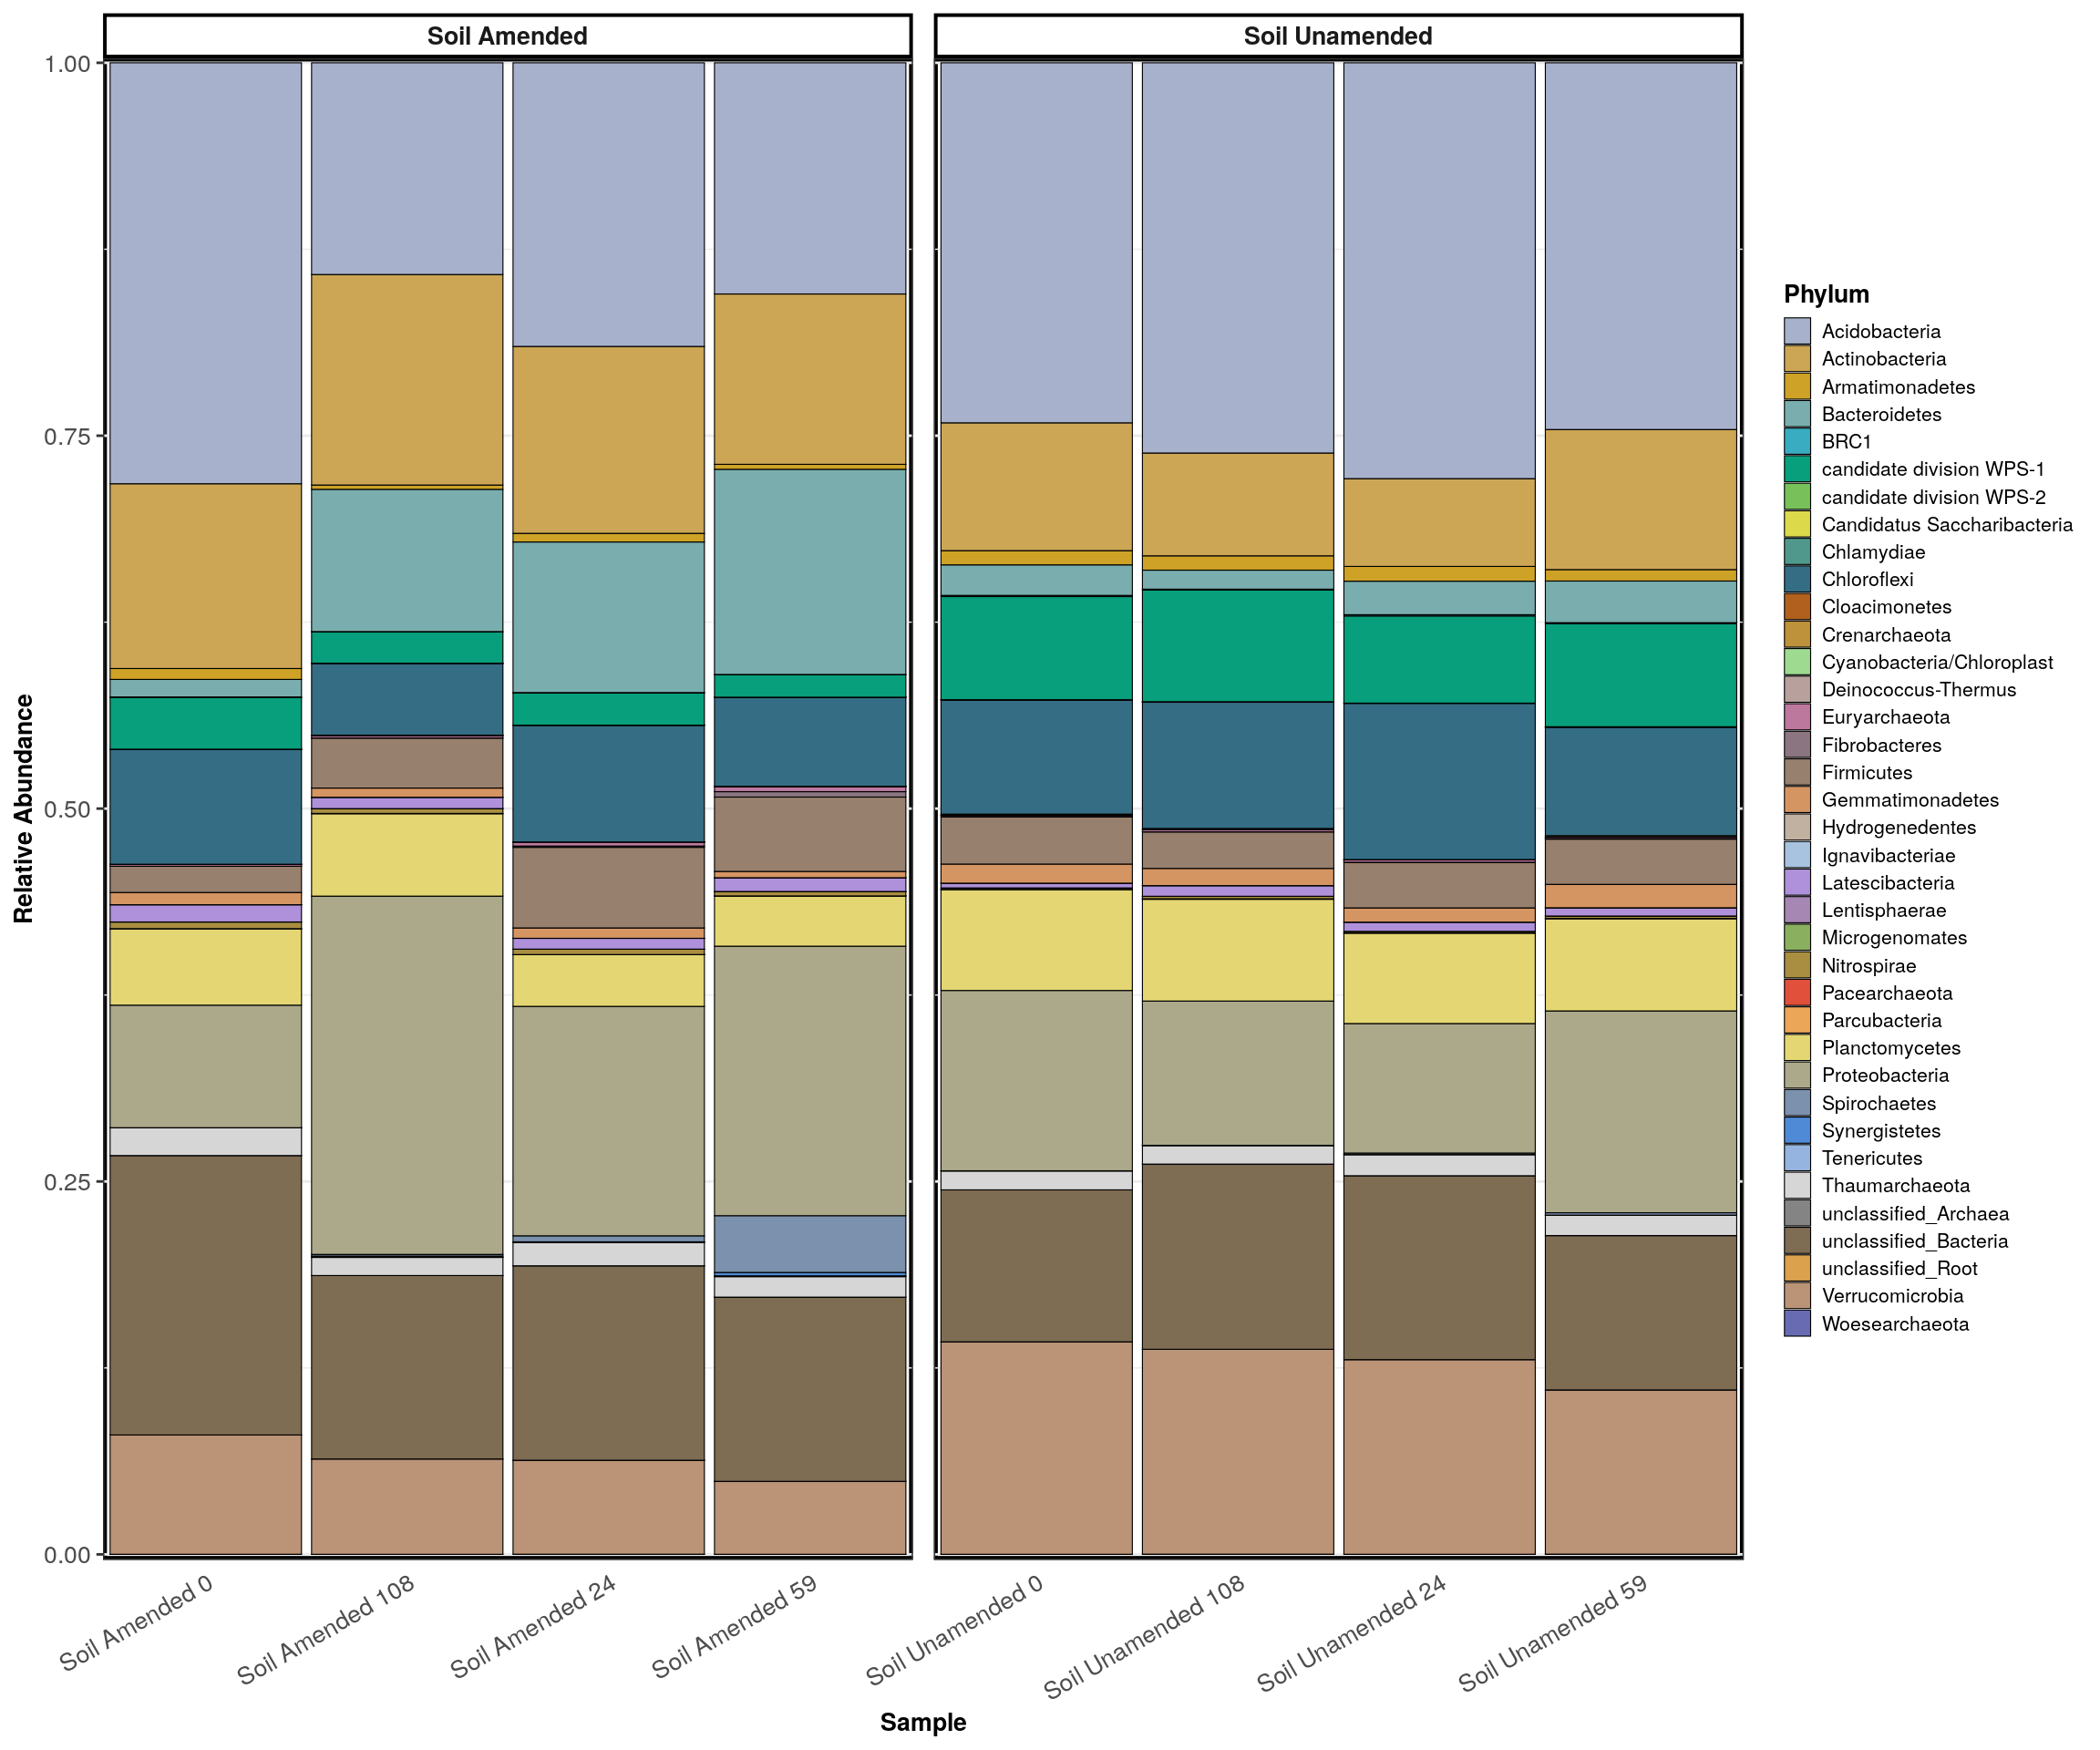 Soil Amended
Soil Unamended
1.00
0.75
0.50
0.25
0.00
Relative Abundance
Soil Amended 0
Soil Amended 108
Soil Amended 24
Soil Amended 59
Soil Unamended 0
Soil Unamended 108
Soil Unamended 24
Soil Unamended 59
Sample
Phylum
Acidobacteria
Actinobacteria
Armatimonadetes
Bacteroidetes
BRC1
candidate division WPS-1
candidate division WPS-2
Candidatus Saccharibacteria
Chlamydiae
Chloroflexi
Cloacimonetes
Crenarchaeota
Cyanobacteria/Chloroplast
Deinococcus-Thermus
Euryarchaeota
Fibrobacteres
Firmicutes
Gemmatimonadetes
Hydrogenedentes
Ignavibacteriae
Latescibacteria
Lentisphaerae
Microgenomates
Nitrospirae
Pacearchaeota
Parcubacteria
Planctomycetes
Proteobacteria
Spirochaetes
Synergistetes
Tenericutes
Thaumarchaeota
unclassified_Archaea
unclassified_Bacteria
unclassified_Root
Verrucomicrobia
Woesearchaeota